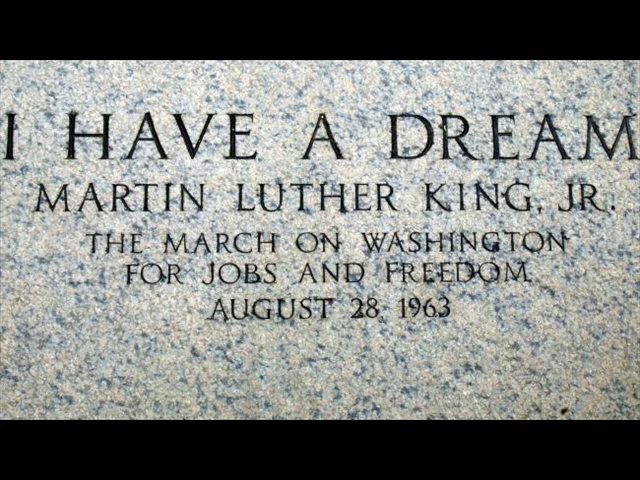 I HAVE A DREAM
MARTIN LUTHER KING, JR.
THE MARCH ON WASHINGTON
FOR JOBS AND FREEDOM
AUGUST 28, 1963